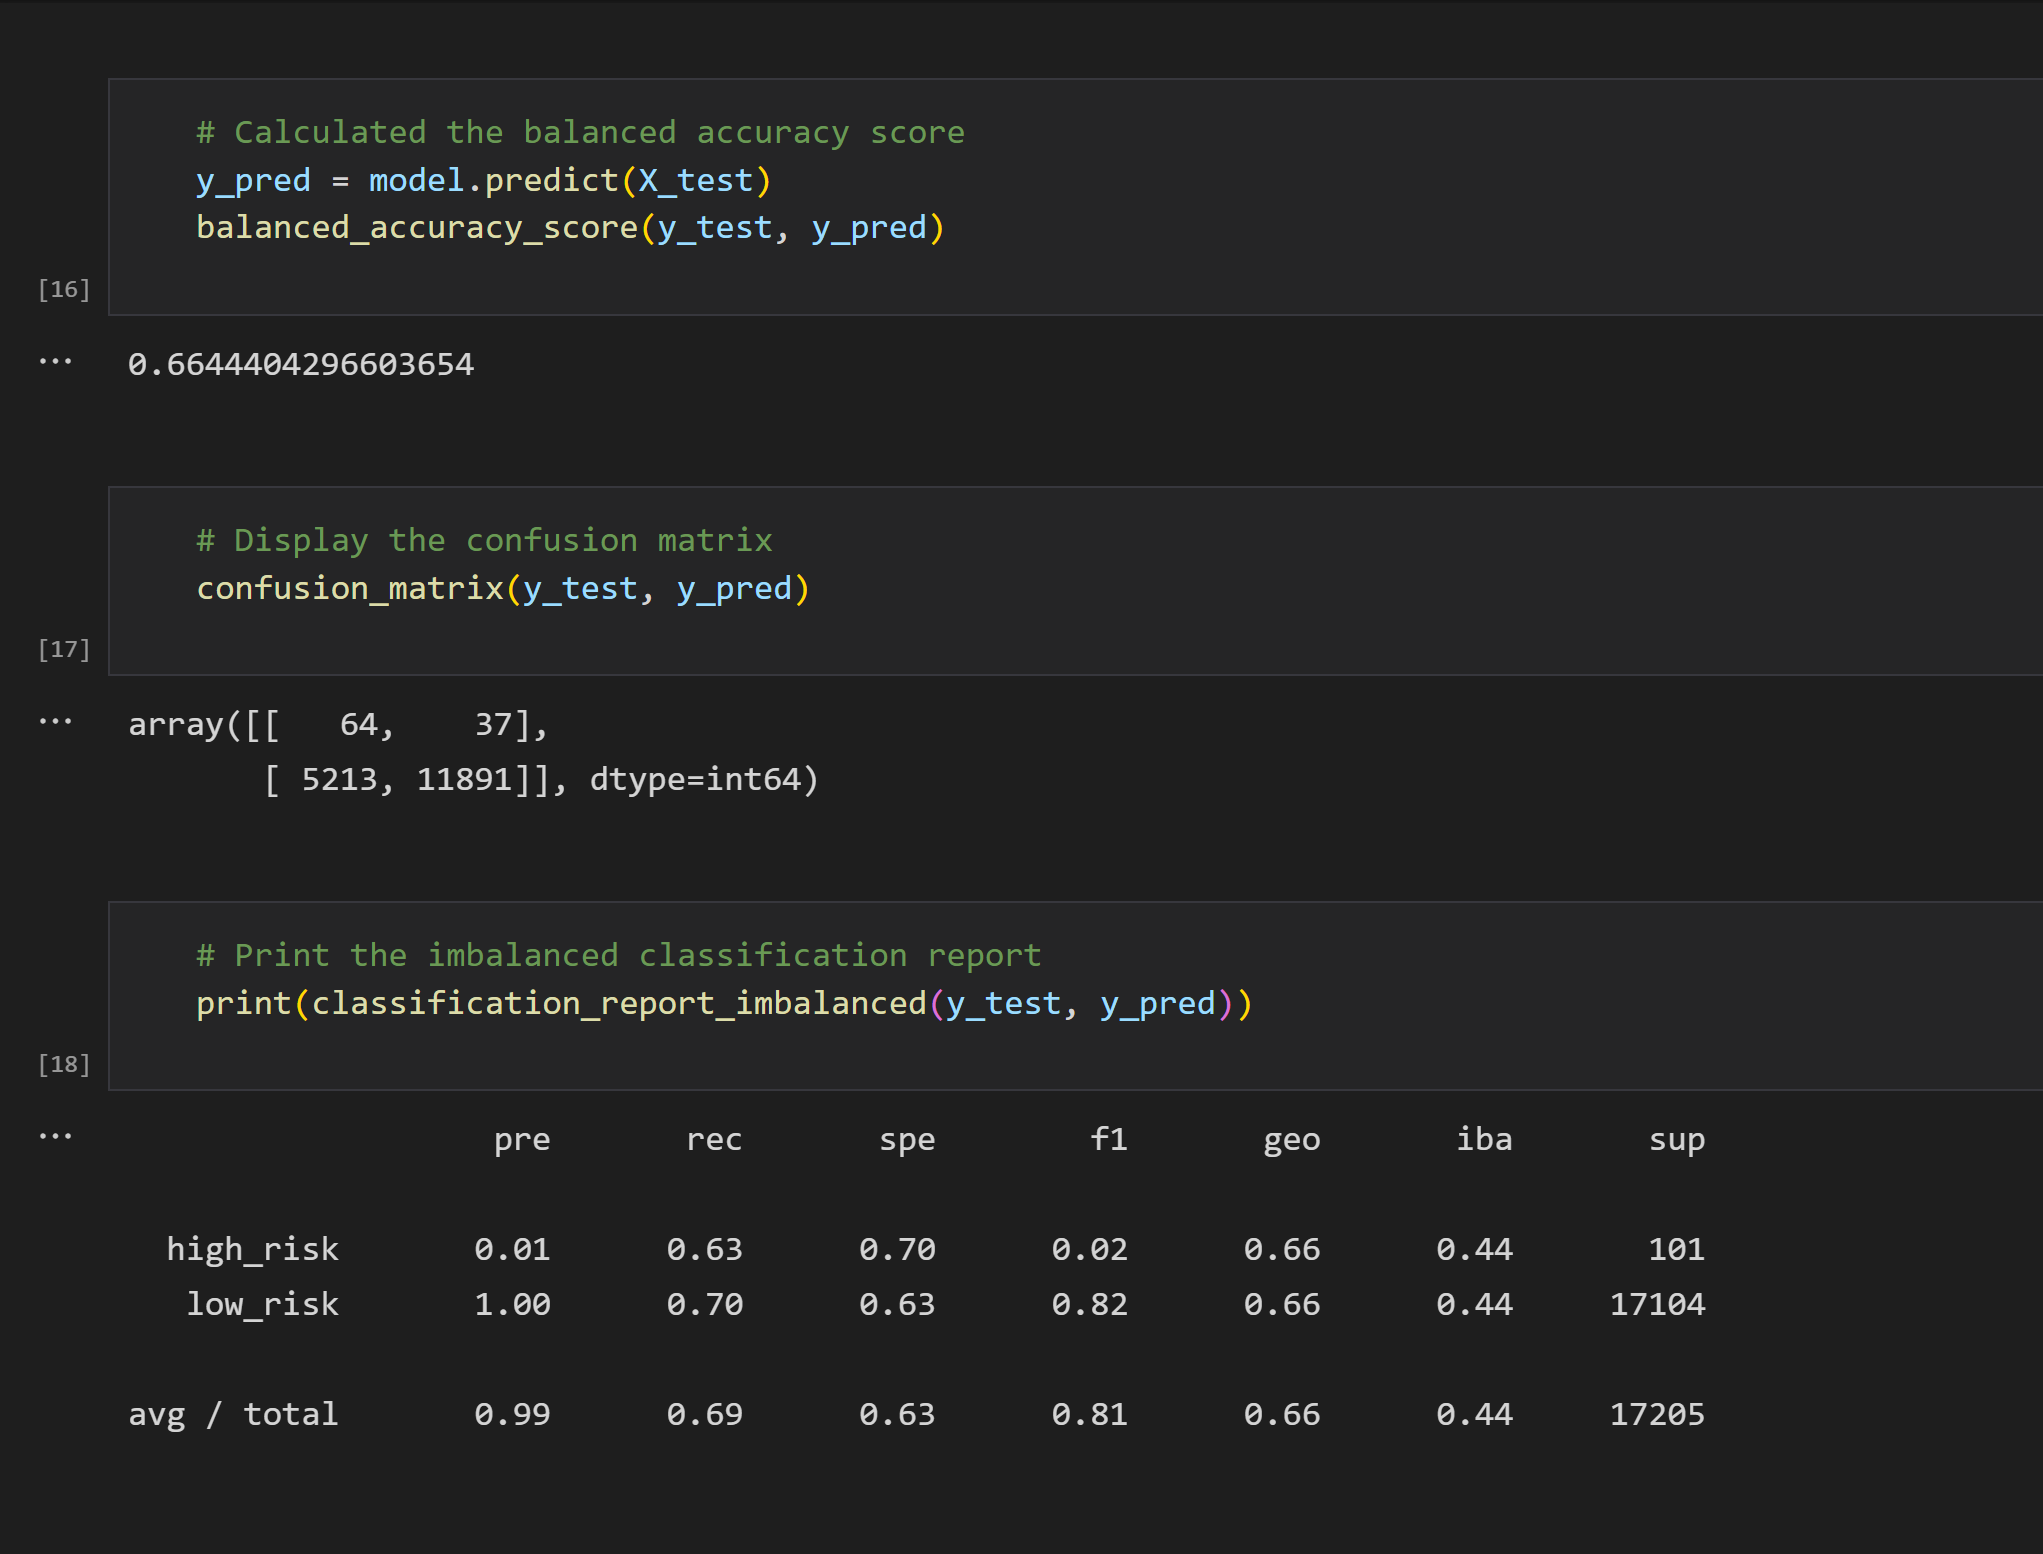 # Calculated the balanced accuracy score
y_pred = model.predict(X_test)
balanced_accuracy_score(y_test, y_pred)
[16]
... 0.6644404296603654
# Display the confusion matrix
confusion_matrix(y_test, y_pred)
[17]
... array([[   64,    37],
       [ 5213, 11891]], dtype=int64)
# Print the imbalanced classification report
print(classification_report_imbalanced(y_test, y_pred))
[18]
... pre rec spe f1 geo iba sup
high_risk 0.01 0.63 0.70 0.02 0.66 0.44 101
low_risk 1.00 0.70 0.63 0.82 0.66 0.44 17104
avg / total 0.99 0.69 0.63 0.81 0.66 0.44 17205